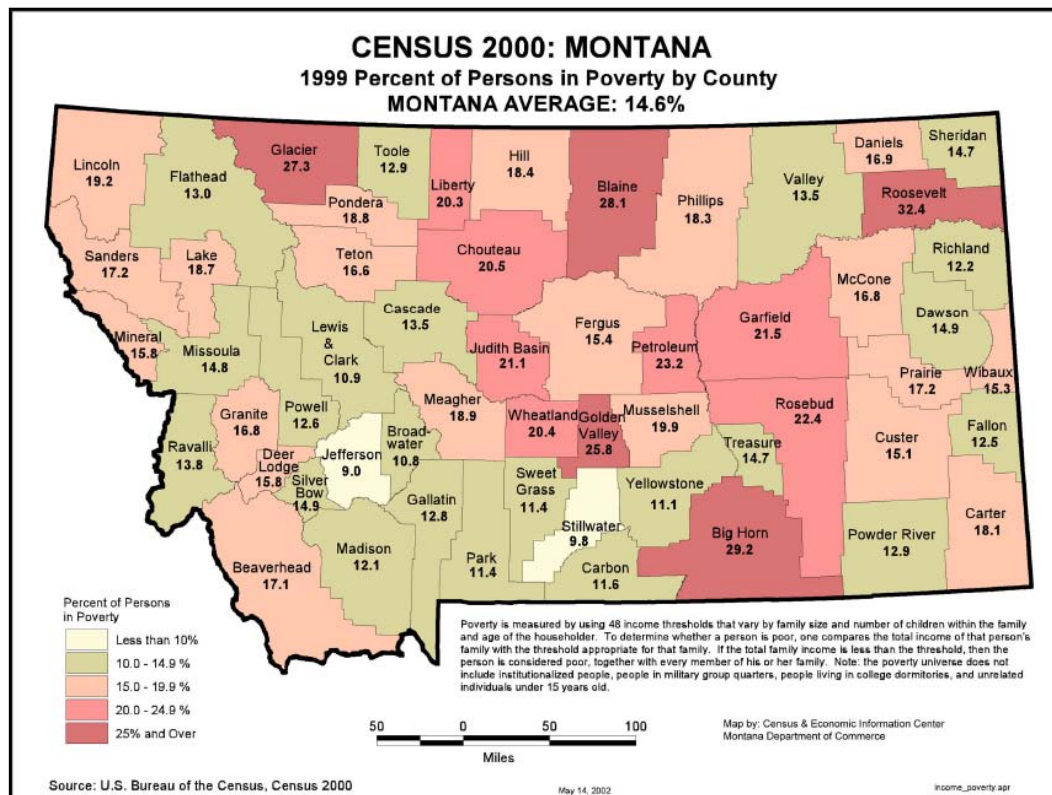 CENSUS 2000: MONTANA
1999 Percent of Persons in Poverty by County
MONTANA AVERAGE: 14.6%
Lincoln
19.2
Flathead
13.0
Glacier
27.3
Toole
12.9
Liberty
20.3
Hill
18.4
Blaine
28.1
Phillips
18.3
Valley
13.5
Daniels
16.9
Sheridan
14.7
Roosevelt
32.4
Pondera
18.8
Sanders
17.2
Lake
18.7
Teton
16.6
Chouteau
20.5
Richland
12.2
McCone
16.8
Dawson
14.9
Mineral
15.8
Missoula
14.8
Lewis
&
Clark
10.9
Cascade
13.5
Judith Basin
21.1
Fergus
15.4
Petroleum
23.2
Garfield
21.5
Prairie
17.2
Wibaux
15.3
Ravalli
13.8
Granite
16.8
Powell
12.6
Deer
Lodge
15.8
Silver
Bow
14.9
Jefferson
9.0
Broad-
water
10.8
Meagher
18.9
Wheatland
20.4
Golden
Valley
25.8
Musselshell
19.9
Treasure
14.7
Rosebud
22.4
Custer
15.1
Fallon
12.5
Beaverhead
17.1
Madison
12.1
Gallatin
12.8
Park
11.4
Sweet
Grass
11.4
Stillwater
9.8
Yellowstone
11.1
Carbon
11.6
Big Horn
29.2
Powder River
12.9
Carter
18.1
Percent of Persons
in Poverty
Less than 10%
10.0 - 14.9 %
15.0 - 19.9 %
20.0 - 24.9 %
25% and Over
Poverty is measured by using 48 income thresholds that vary by family size and number of children within the family
and age of the householder. To determine whether a person is poor, one compares the total income of that person's
family with the threshold appropriate for that family. If the total family income is less than the threshold, then the
person is considered poor, together with every member of his or her family. Note: the poverty universe does not
include institutionalized people, people in military group quarters, people living in college dormitories, and unrelated
individuals under 15 years old.
50 0 50 100
Miles
Map by: Census & Economic Information Center
Montana Department of Commerce
Source: U.S. Bureau of the Census, Census 2000
May 14, 2002
income_poverty.apr